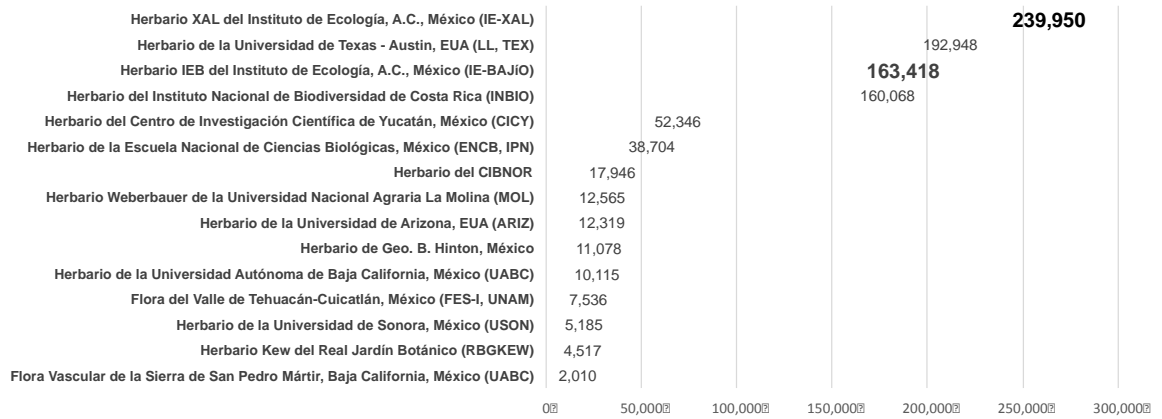 Herbario XAL del Instituto de Ecología, A.C., México (IE-XAL) 239,950
Herbario de la Universidad de Texas - Austin, EUA (LL, TEX) 192,948
Herbario IEB del Instituto de Ecología, A.C., México (IE-BAJíO) 163,418
Herbario del Instituto Nacional de Biodiversidad de Costa Rica (INBIO) 160,068
Herbario del Centro de Investigación Científica de Yucatán, México (CICY) 52,346
Herbario de la Escuela Nacional de Ciencias Biológicas, México (ENCB, IPN) 38,704
Herbario del CIBNOR 17,946
Herbario Weberbauer de la Universidad Nacional Agraria La Molina (MOL) 12,565
Herbario de la Universidad de Arizona, EUA (ARIZ) 12,319
Herbario de Geo. B. Hinton, México 11,078
Herbario de la Universidad Autónoma de Baja California, México (UABC) 10,115
Flora del Valle de Tehuacán-Cuicatlán, México (FES-I, UNAM) 7,536
Herbario de la Universidad de Sonora, México (USON) 5,185
Herbario Kew del Real Jardín Botánico (RBGKEW) 4,517
Flora Vascular de la Sierra de San Pedro Mártir, Baja California, México (UABC) 2,010
0 50,000 100,000 150,000 200,000 250,000 300,000